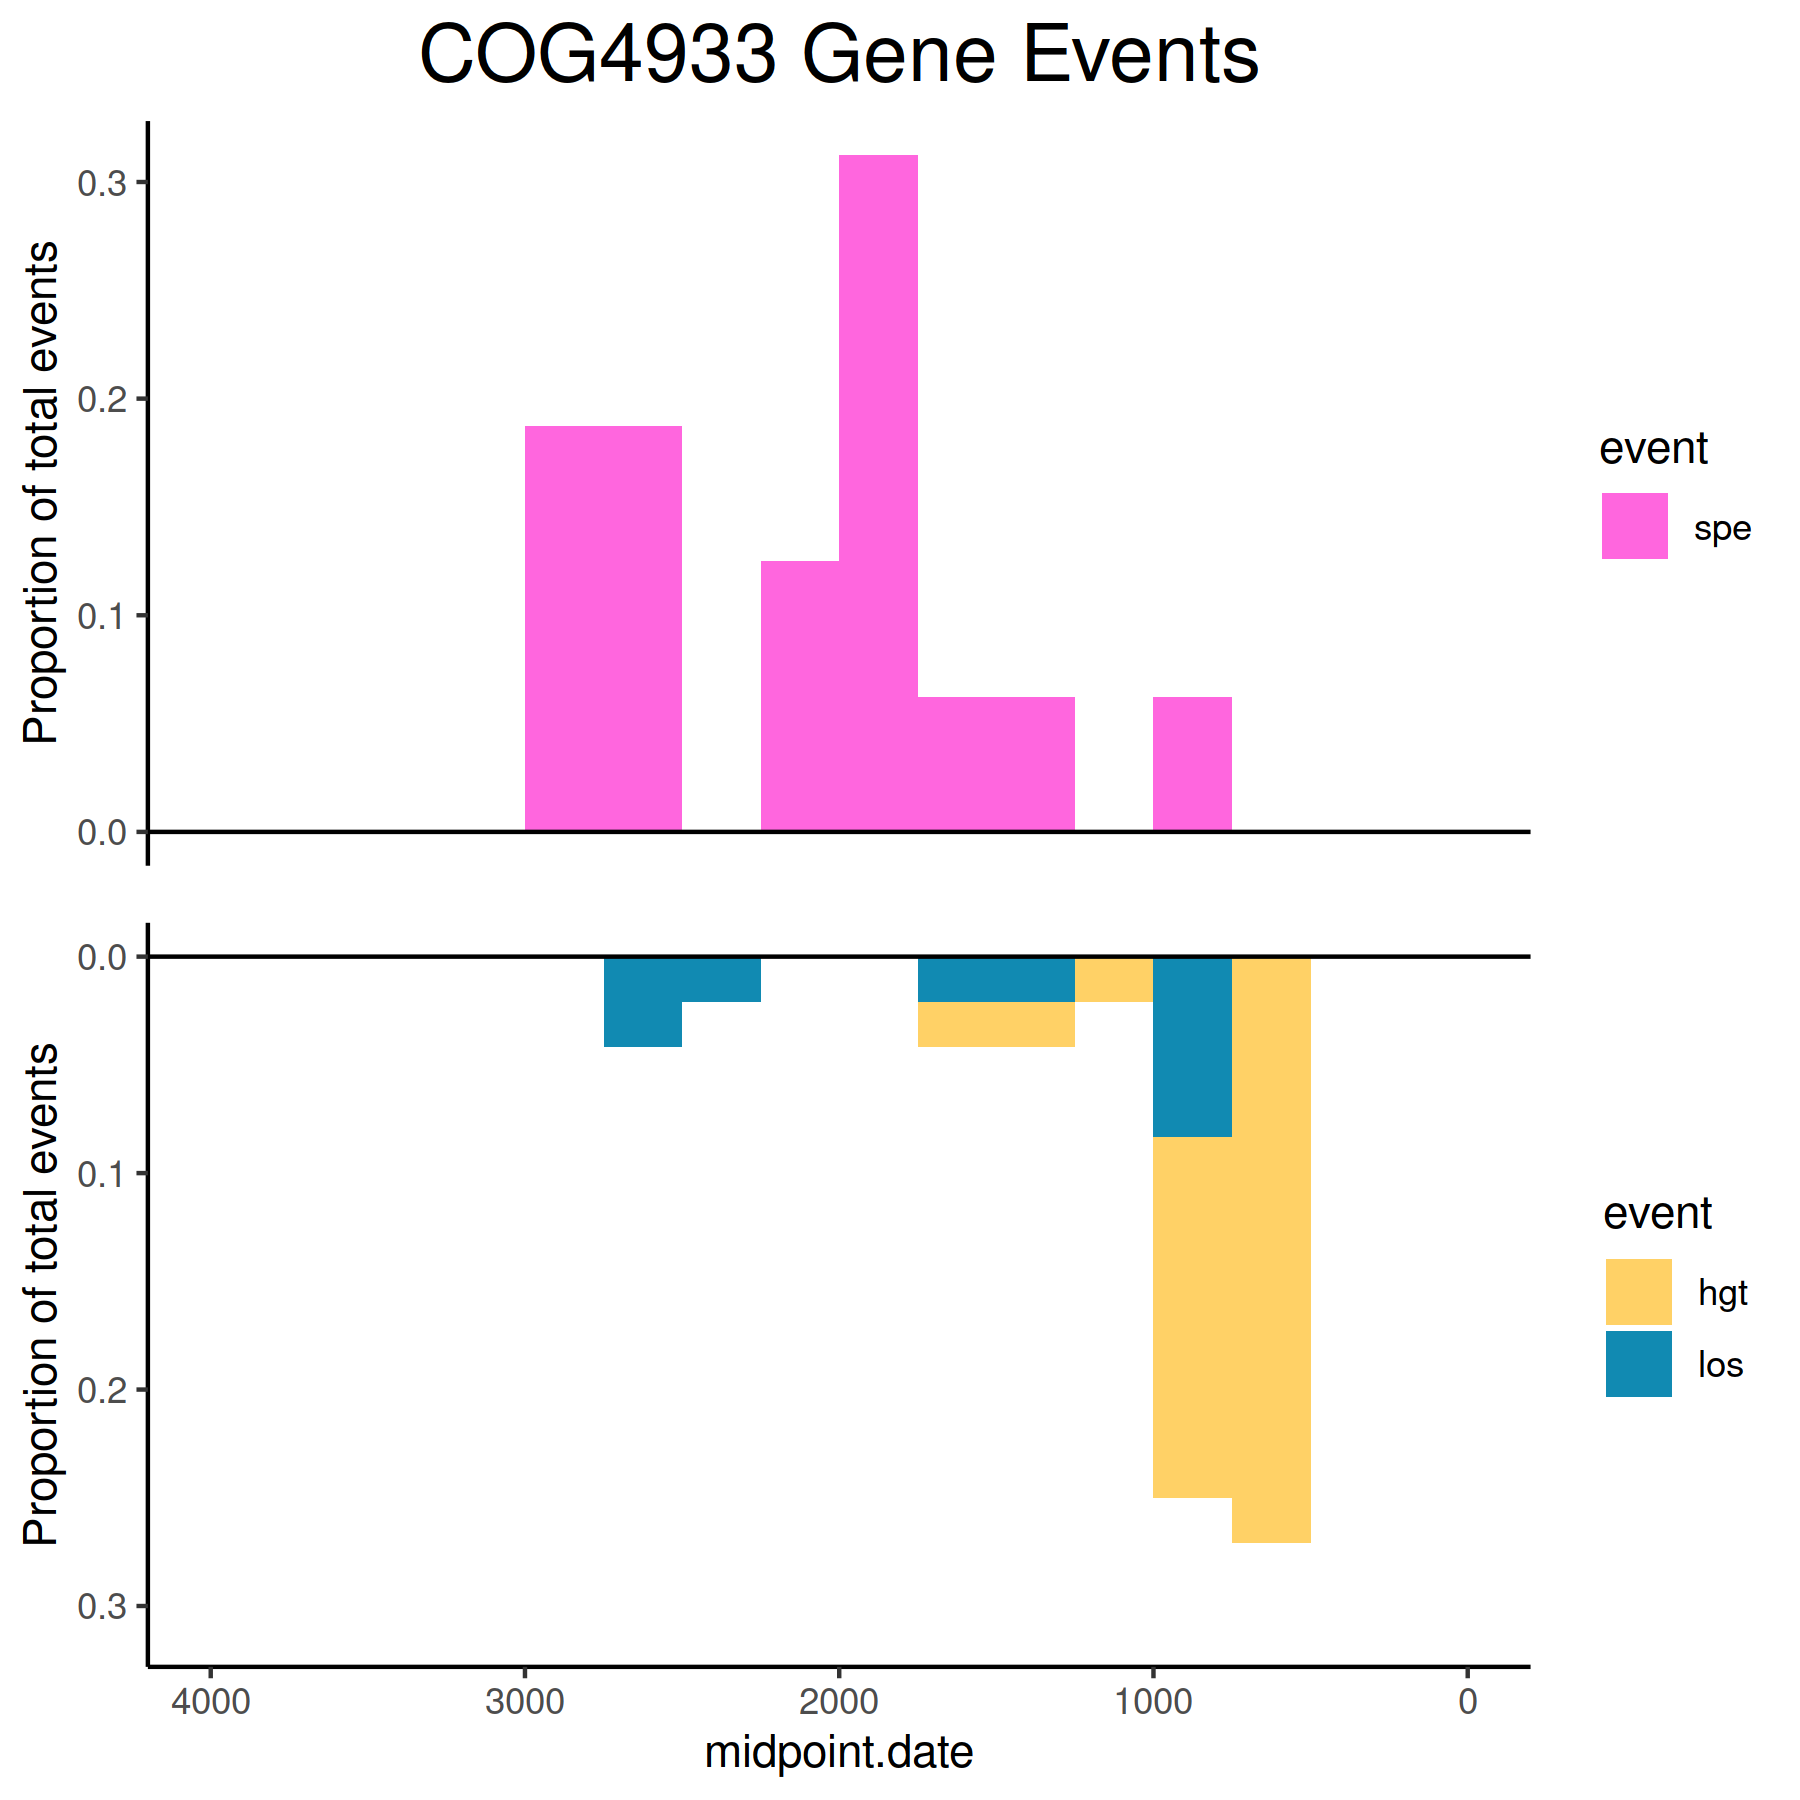 COG4933 Gene Events
Proportion of total events
0.3
0.2
0.1
0.0
event
spe
Proportion of total events
0.0
0.1
0.2
0.3
event
hgt
los
4000 3000 2000 1000 0
midpoint.date